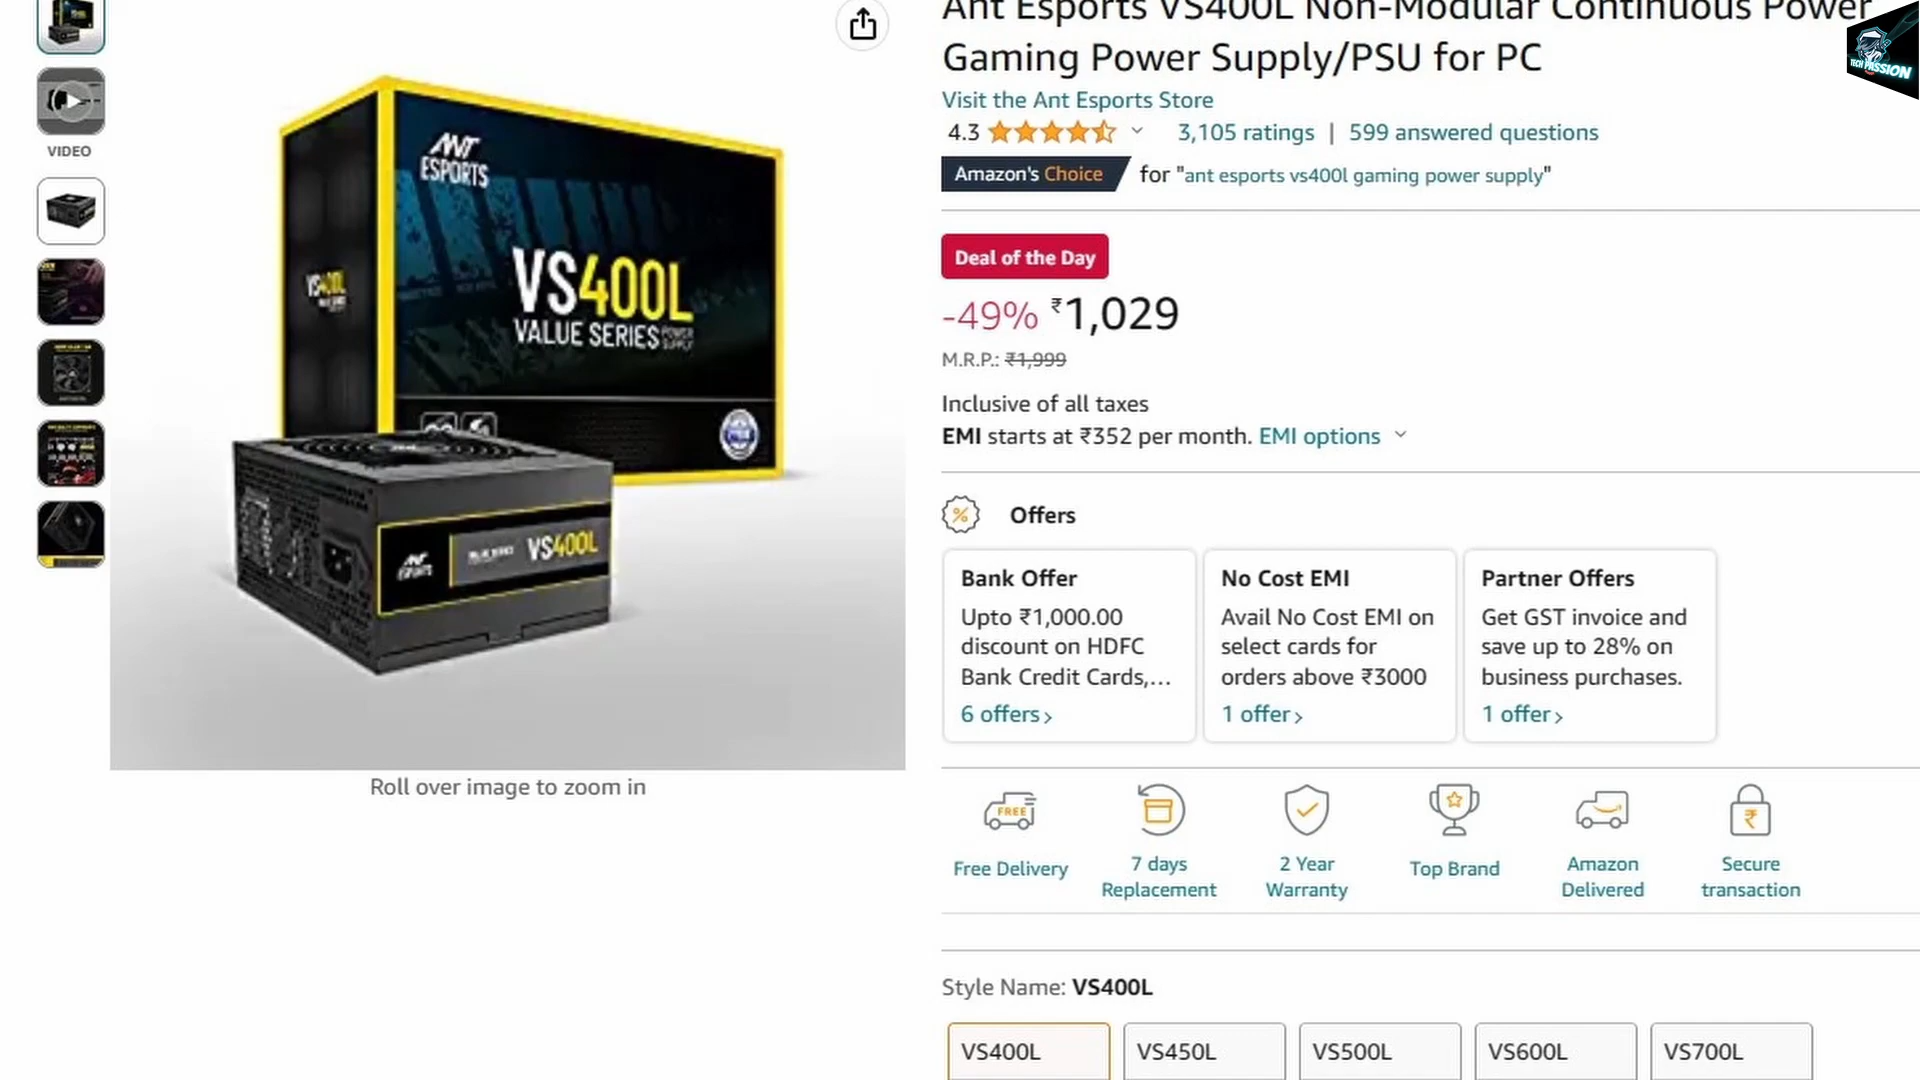 Ant Esports VS400L Non-Modular Continuous Power
Gaming Power Supply/PSU for PC
TECH PASSION
Visit the Ant Esports Store
4.3
3,105 ratings | 599 answered questions
Amazon's Choice for "ant esports vs400l gaming power supply"
VIDEO
ANT
ESPORTS
VS400L
VALUE SERIES POWER
SUPPLY
VS400L
ANT
ESPORTS
VS400L
Roll over image to zoom in
Deal of the Day
-49% ₹1,029
M.R.P.: ₹1,999
Inclusive of all taxes
EMI starts at ₹352 per month. EMI options
Offers
Bank Offer
Upto ₹1,000.00
discount on HDFC
Bank Credit Cards,...
6 offers
No Cost EMI
Avail No Cost EMI on
select cards for
orders above ₹3000
1 offer
Partner Offers
Get GST invoice and
save up to 28% on
business purchases.
1 offer
FREE
Free Delivery
7 days
Replacement
2 Year
Warranty
Top Brand
Amazon
Delivered
₹
Secure
transaction
Style Name: VS400L
VS400L
VS450L
VS500L
VS600L
VS700L